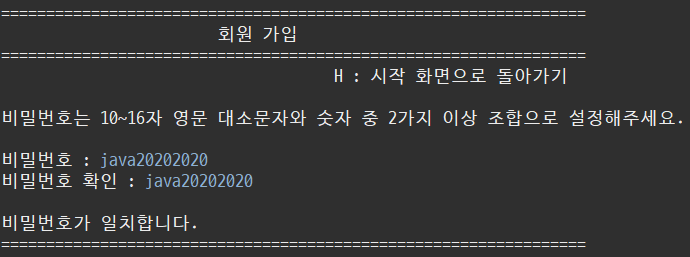 =================================================================
회원 가입
=================================================================
H : 시작 화면으로 돌아가기
비밀번호는 10~16자 영문 대소문자와 숫자 중 2가지 이상 조합으로 설정해주세요.
비밀번호 : java20202020
비밀번호 확인 : java20202020
비밀번호가 일치합니다.
=================================================================